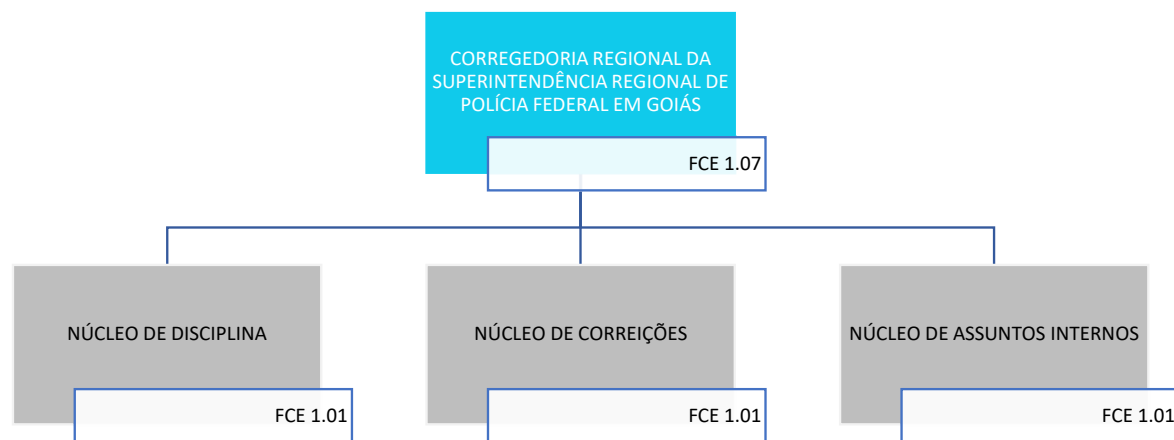 CORREGEDORIA REGIONAL DA
SUPERINTENDÊNCIA REGIONAL DE
POLÍCIA FEDERAL EM GOIÁS
FCE 1.07
NÚCLEO DE DISCIPLINA
FCE 1.01
NÚCLEO DE CORREIÇÕES
FCE 1.01
NÚCLEO DE ASSUNTOS INTERNOS
FCE 1.01